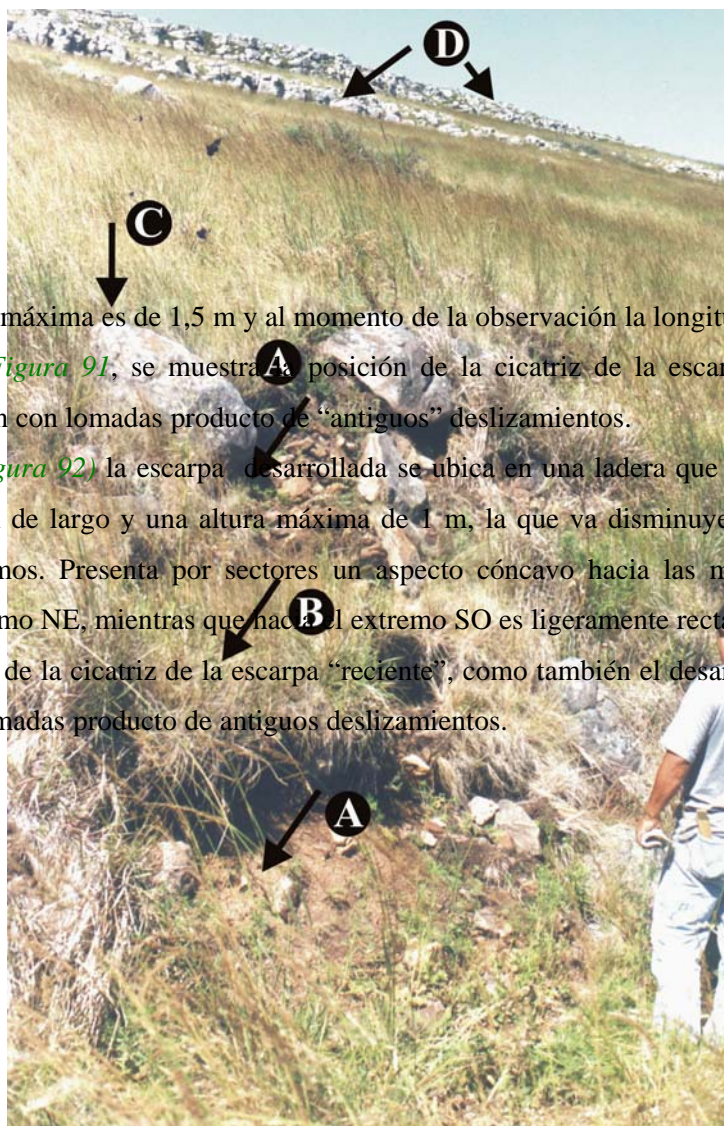 D
C
máxima es de 1,5 m y al momento de la observación la longitu
Figura 91, se muestra posición de la cicatriz de la escar
A
n con lomadas producto de “antiguos” deslizamientos.
gura 92) la escarpa desarrollada se ubica en una ladera que
de largo y una altura máxima de 1 m, la que va disminuye
mos. Presenta por sectores un aspecto cóncavo hacia las m
mo NE, mientras que hacia el extremo SO es ligeramente recta
B
de la cicatriz de la escarpa “reciente”, como también el desar
madas producto de antiguos deslizamientos.
A